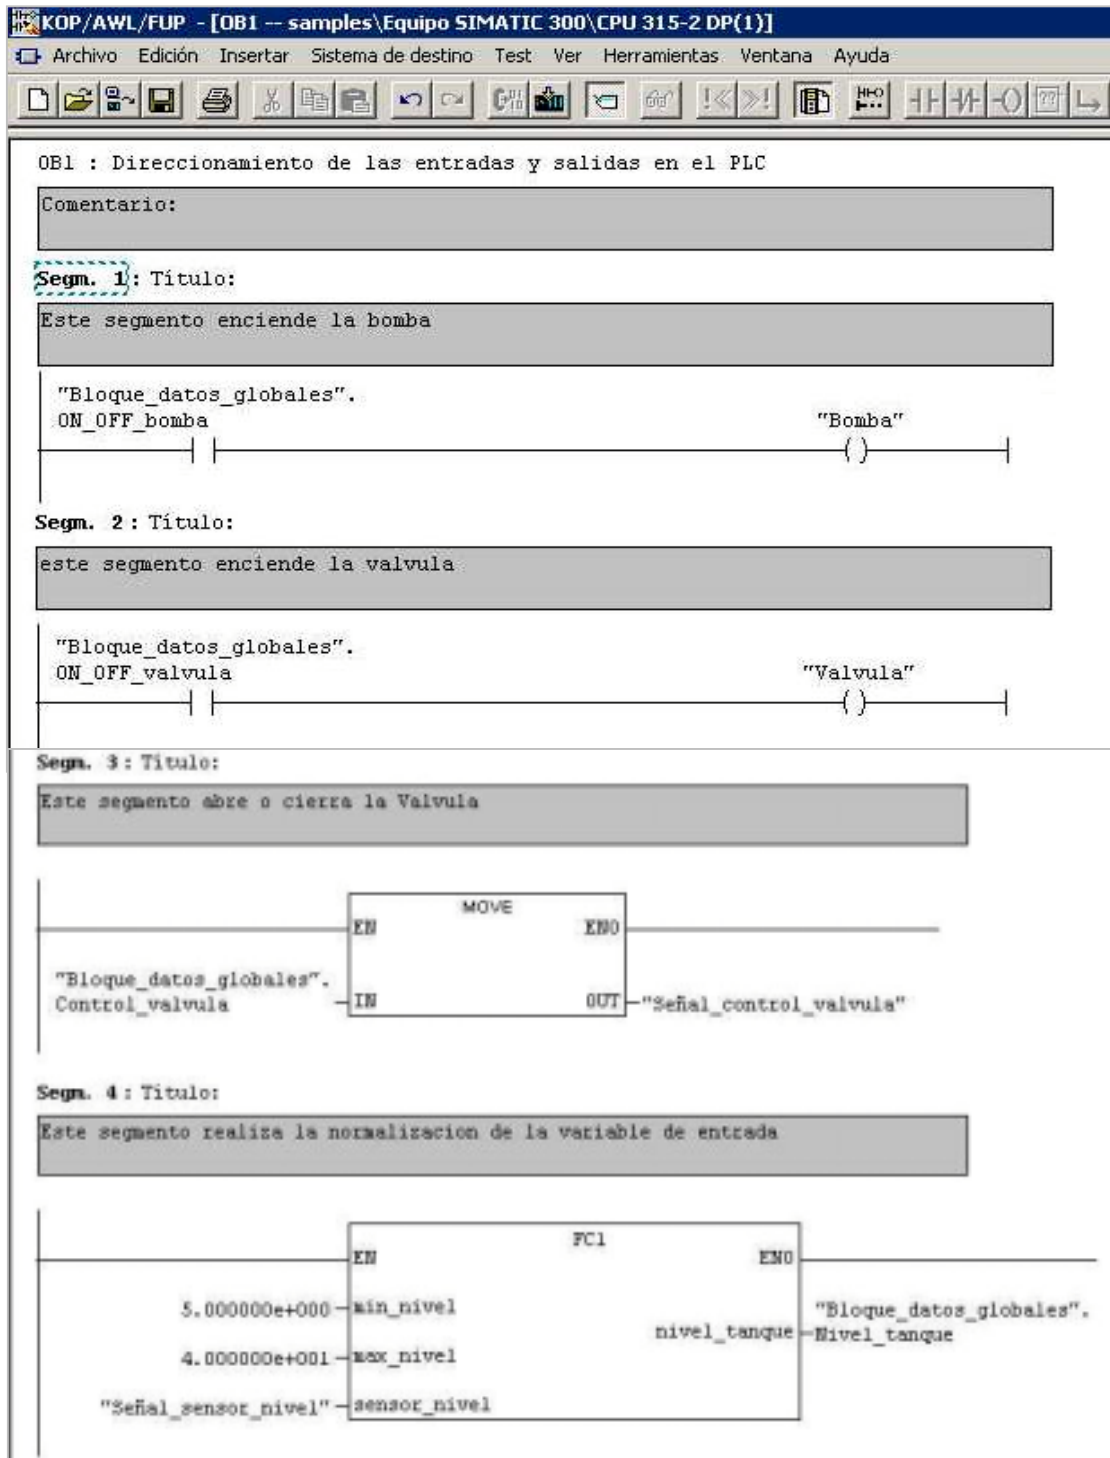 KOP/AWL/FUP - [OB1 -- samples\Equipo SIMATIC 300\CPU 315-2 DP(1)]
Archivo Edición Insertar Sistema de destino Test Ver Herramientas Ventana Ayuda
OB1 : Direccionamiento de las entradas y salidas en el PLC
Comentario:
Segm. 1: Título:
Este segmento enciende la bomba
"Bloque_datos_globales".
ON_OFF_bomba "Bomba"
Segm. 2: Título:
este segmento enciende la valvula
"Bloque_datos_globales".
ON_OFF_valvula "Valvula"
Segm. 3: Título:
Este segmento abre o cierra la Valvula
MOVE
EN ENO
"Bloque_datos_globales".
Control_valvula IN OUT "Señal_control_valvula"
Segm. 4: Título:
Este segmento realiza la normalizacion de la variable de entrada
FC1
EN ENO
5.000000e+000 min_nivel "Bloque_datos_globales".
nivel_tanque Nivel_tanque
4.000000e+001 max_nivel
"Señal_sensor_nivel" sensor_nivel